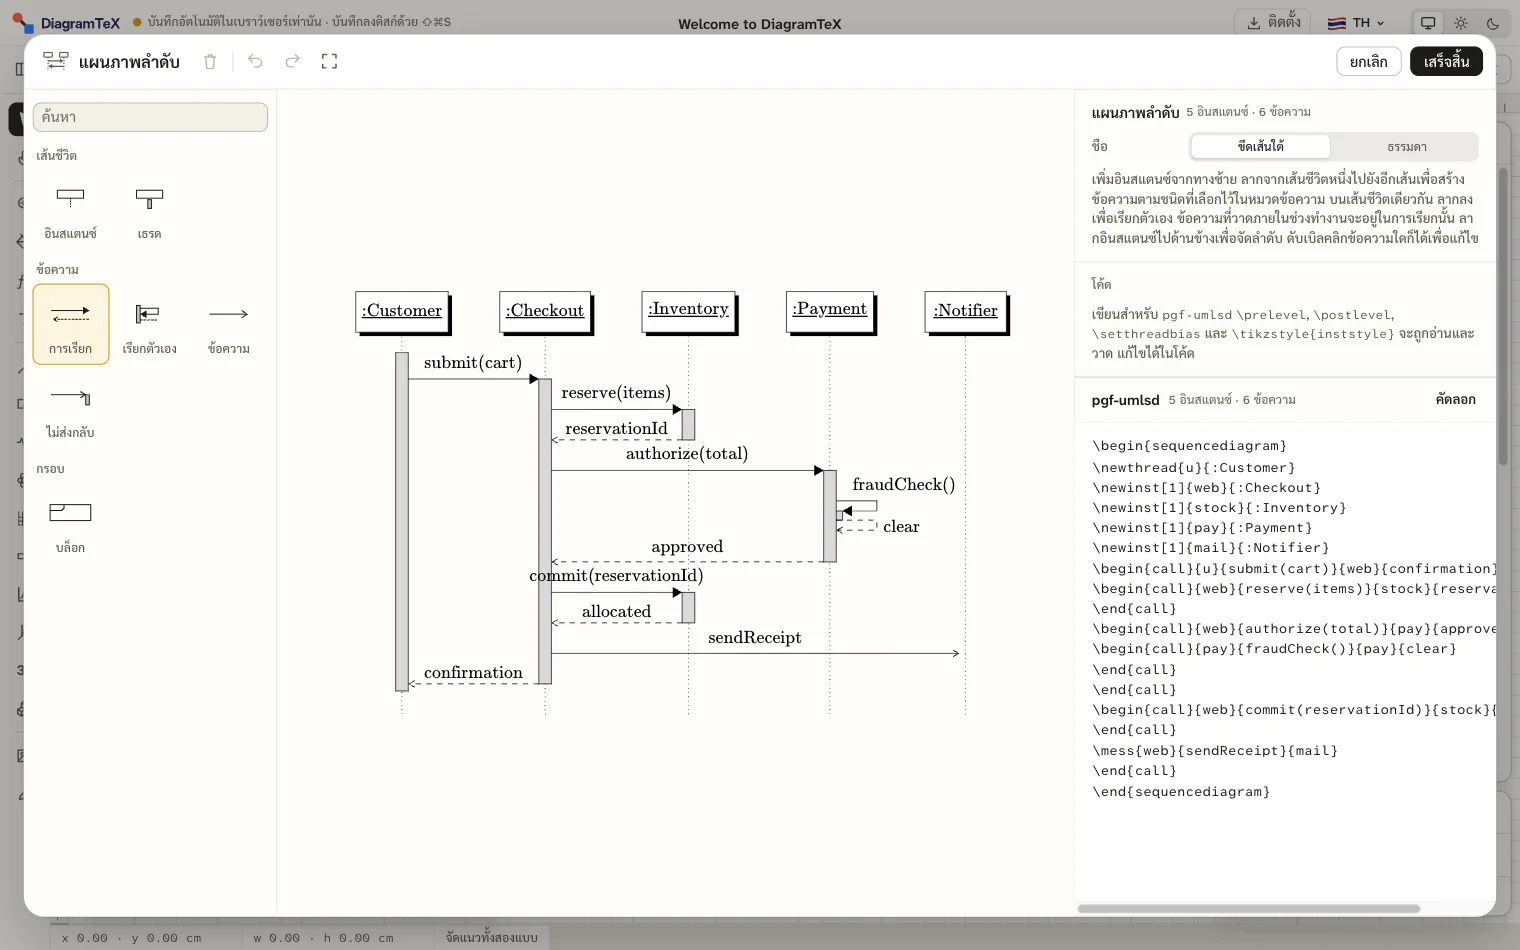 DiagramTeX
บันทึกอัตโนมัติในเบราว์เซอร์เท่านั้น · บันทึกลงดิสก์ด้วย ⇧⌘S
Welcome to DiagramTeX
ติดตั้ง
TH
แผนภาพลำดับ
ยกเลิก
เสร็จสิ้น
ค้นหา
เส้นชีวิต
อินสแตนซ์
เธรด
ข้อความ
การเรียก
เรียกตัวเอง
ข้อความ
ไม่ส่งกลับ
กรอบ
บล็อก
:Customer
:Checkout
:Inventory
:Payment
:Notifier
submit(cart)
reserve(items)
reservationId
authorize(total)
fraudCheck()
clear
approved
commit(reservationId)
allocated
sendReceipt
confirmation
แผนภาพลำดับ 5 อินสแตนซ์ · 6 ข้อความ
ชื่อ
ขีดเส้นใต้
ธรรมดา
เพิ่มอินสแตนซ์จากทางซ้าย ลากจากเส้นชีวิตหนึ่งไปยังอีกเส้นเพื่อสร้าง
ข้อความตามชนิดที่เลือกไว้ในหมวดข้อความ บนเส้นชีวิตเดียวกัน ลากลง
เพื่อเรียกตัวเอง ข้อความที่วาดภายในช่วงทำงานจะอยู่ในการเรียกนั้น ลา
กอินสแตนซ์ไปด้านข้างเพื่อจัดลำดับ ดับเบิลคลิกข้อความใดก็ได้เพื่อแก้ไข
โค้ด
เขียนสำหรับ pgf-umlsd \prelevel, \postlevel,
\setthreadbias และ \tikzstyle{inststyle} จะถูกอ่านและ
วาด แก้ไขได้ในโค้ด
pgf-umlsd 5 อินสแตนซ์ · 6 ข้อความ
คัดลอก
\begin{sequencediagram}
\newthread{u}{:Customer}
\newinst[1]{web}{:Checkout}
\newinst[1]{stock}{:Inventory}
\newinst[1]{pay}{:Payment}
\newinst[1]{mail}{:Notifier}
\begin{call}{u}{submit(cart)}{web}{confirmation}
\begin{call}{web}{reserve(items)}{stock}{reserva
\end{call}
\begin{call}{web}{authorize(total)}{pay}{approve
\begin{call}{pay}{fraudCheck()}{pay}{clear}
\end{call}
\end{call}
\begin{call}{web}{commit(reservationId)}{stock}{
\end{call}
\mess{web}{sendReceipt}{mail}
\end{call}
\end{sequencediagram}
x 0.00 · y 0.00 cm
w 0.00 · h 0.00 cm
จัดแนวทั้งสองแบบ